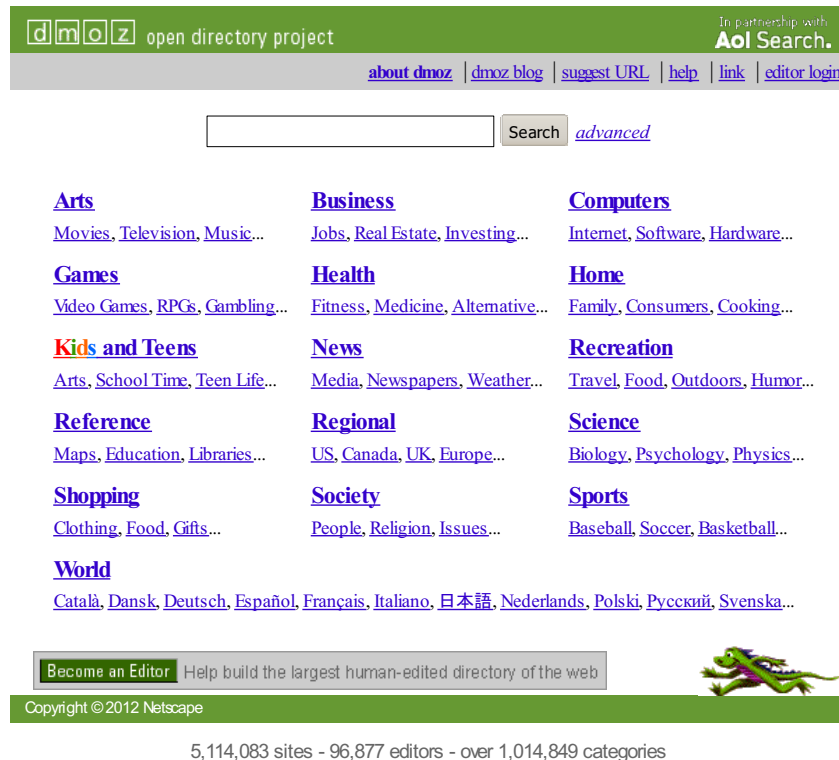 dmoz open directory project
In partnership with
Aol Search.
about dmoz | dmoz blog | suggest URL | help | link | editor login
Search advanced
Arts Business Computers
Movies, Television, Music... Jobs, Real Estate, Investing... Internet, Software, Hardware...
Games Health Home
Video Games, RPGs, Gambling... Fitness, Medicine, Alternative... Family, Consumers, Cooking...
Kids and Teens News Recreation
Arts, School Time, Teen Life... Media, Newspapers, Weather... Travel, Food, Outdoors, Humor...
Reference Regional Science
Maps, Education, Libraries... US, Canada, UK, Europe... Biology, Psychology, Physics...
Shopping Society Sports
Clothing, Food, Gifts... People, Religion, Issues... Baseball, Soccer, Basketball...
World
Català, Dansk, Deutsch, Español, Français, Italiano, 日本語, Nederlands, Polski, Русский, Svenska...
Become an Editor Help build the largest human-edited directory of the web
Copyright © 2012 Netscape
5,114,083 sites - 96,877 editors - over 1,014,849 categories